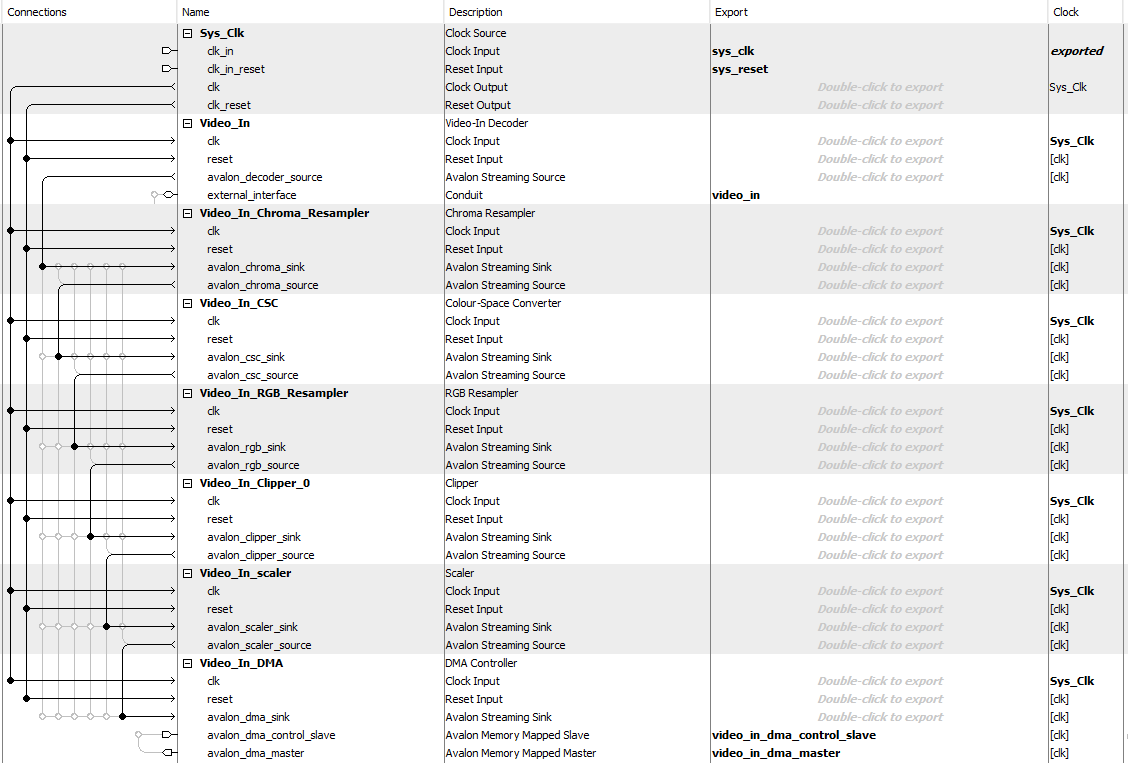 Connections Name Description Export Clock
Sys_Clk Clock Source
clk_in Clock Input sys_clk exported
clk_in_reset Reset Input sys_reset
clk Clock Output Double-click to export Sys_Clk
clk_reset Reset Output Double-click to export
Video_In Video-In Decoder
clk Clock Input Double-click to export Sys_Clk
reset Reset Input Double-click to export [clk]
avalon_decoder_source Avalon Streaming Source Double-click to export [clk]
external_interface Conduit video_in
Video_In_Chroma_Resampler Chroma Resampler
clk Clock Input Double-click to export Sys_Clk
reset Reset Input Double-click to export [clk]
avalon_chroma_sink Avalon Streaming Sink Double-click to export [clk]
avalon_chroma_source Avalon Streaming Source Double-click to export [clk]
Video_In_CSC Colour-Space Converter
clk Clock Input Double-click to export Sys_Clk
reset Reset Input Double-click to export [clk]
avalon_csc_sink Avalon Streaming Sink Double-click to export [clk]
avalon_csc_source Avalon Streaming Source Double-click to export [clk]
Video_In_RGB_Resampler RGB Resampler
clk Clock Input Double-click to export Sys_Clk
reset Reset Input Double-click to export [clk]
avalon_rgb_sink Avalon Streaming Sink Double-click to export [clk]
avalon_rgb_source Avalon Streaming Source Double-click to export [clk]
Video_In_Clipper_0 Clipper
clk Clock Input Double-click to export Sys_Clk
reset Reset Input Double-click to export [clk]
avalon_clipper_sink Avalon Streaming Sink Double-click to export [clk]
avalon_clipper_source Avalon Streaming Source Double-click to export [clk]
Video_In_scaler Scaler
clk Clock Input Double-click to export Sys_Clk
reset Reset Input Double-click to export [clk]
avalon_scaler_sink Avalon Streaming Sink Double-click to export [clk]
avalon_scaler_source Avalon Streaming Source Double-click to export [clk]
Video_In_DMA DMA Controller
clk Clock Input Double-click to export Sys_Clk
reset Reset Input Double-click to export [clk]
avalon_dma_sink Avalon Streaming Sink Double-click to export [clk]
avalon_dma_control_slave Avalon Memory Mapped Slave video_in_dma_control_slave [clk]
avalon_dma_master Avalon Memory Mapped Master video_in_dma_master [clk]